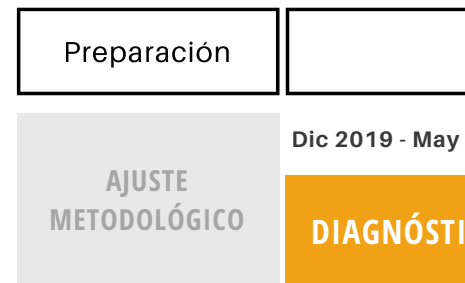 Preparación
Dic 2019 - May
AJUSTE
METODOLÓGICO
DIAGNÓSTI